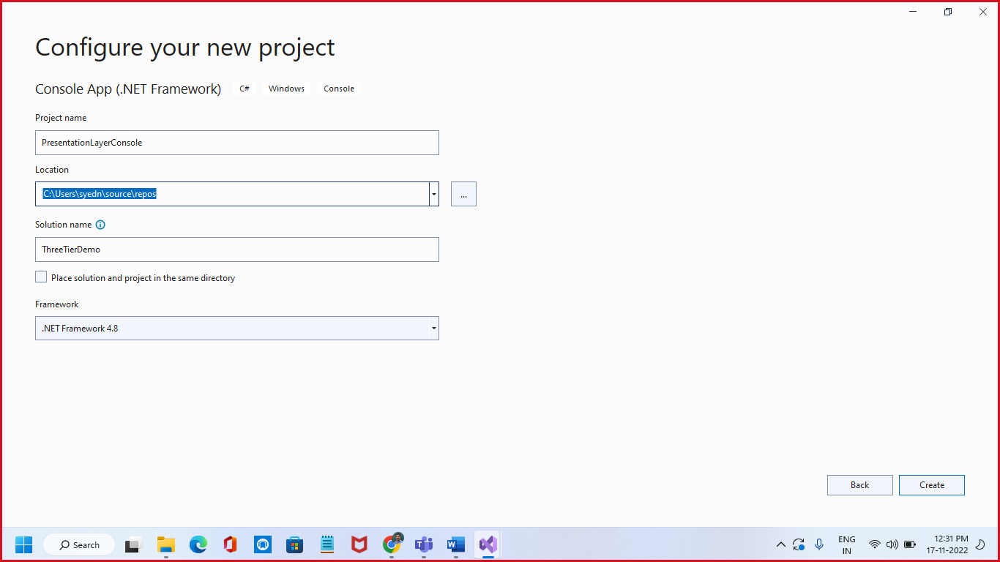 Configure your new project
Console App (.NET Framework) C# Windows Console
Project name
PresentationLayerConsole
Location
C:\Users\syedn\source\repos
...
Solution name
ThreeTierDemo
Place solution and project in the same directory
Framework
.NET Framework 4.8
Back Create
Search
ENG
IN
12:31 PM
17-11-2022